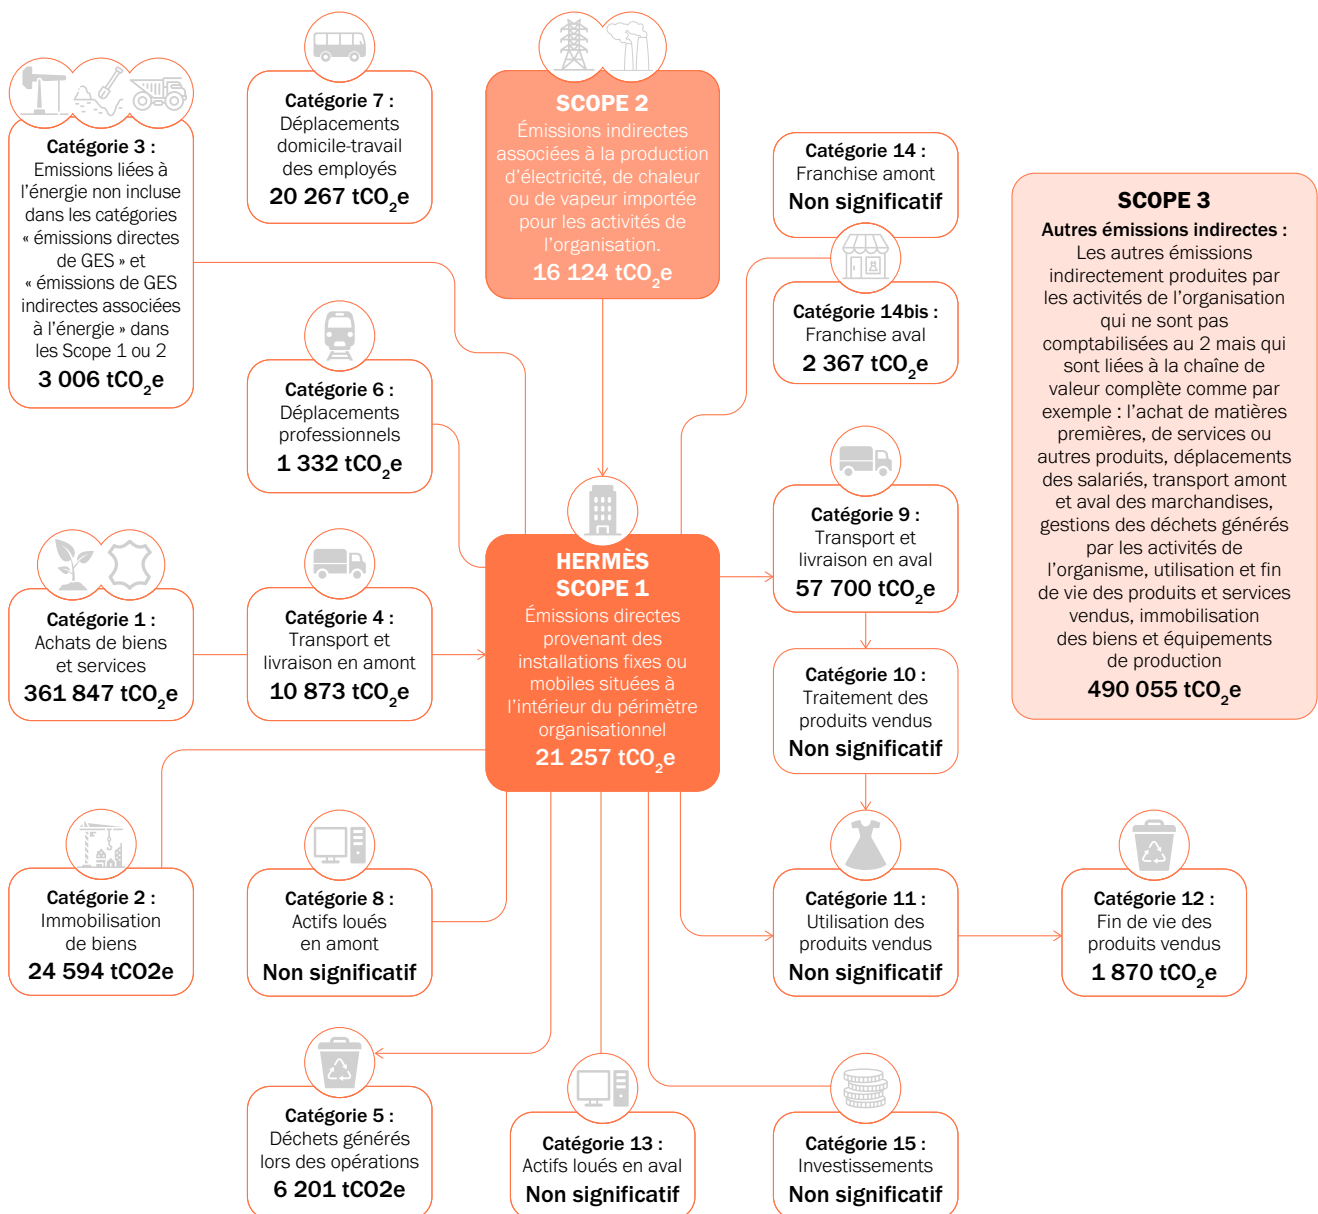 Catégorie 3 :
Emissions liées à
l'énergie non incluse
dans les catégories
« émissions directes
de GES » et
« émissions de GES
indirectes associées
à l'énergie » dans
les Scope 1 ou 2
3 006 tCO₂e
Catégorie 7 :
Déplacements
domicile-travail
des employés
20 267 tCO₂e
SCOPE 2
Émissions indirectes
associées à la production
d'électricité, de chaleur
ou de vapeur importée
pour les activités de
l'organisation.
16 124 tCO₂e
Catégorie 14 :
Franchise amont
Non significatif
Catégorie 14bis :
Franchise aval
2 367 tCO₂e
SCOPE 3
Autres émissions indirectes :
Les autres émissions
indirectement produites par
les activités de l'organisation
qui ne sont pas
comptabilisées au 2 mais qui
sont liées à la chaîne de
valeur complète comme par
exemple : l'achat de matières
premières, de services ou
autres produits, déplacements
des salariés, transport amont
et aval des marchandises,
gestions des déchets générés
par les activités de
l'organisme, utilisation et fin
de vie des produits et services
vendus, immobilisation
des biens et équipements
de production
490 055 tCO₂e
Catégorie 6 :
Déplacements
professionnels
1 332 tCO₂e
Catégorie 1 :
Achats de biens
et services
361 847 tCO₂e
Catégorie 4 :
Transport et
livraison en amont
10 873 tCO₂e
HERMÈS
SCOPE 1
Émissions directes
provenant des
installations fixes ou
mobiles situées à
l'intérieur du périmètre
organisationnel
21 257 tCO₂e
Catégorie 9 :
Transport et
livraison en aval
57 700 tCO₂e
Catégorie 10 :
Traitement des
produits vendus
Non significatif
Catégorie 2 :
Immobilisation
de biens
24 594 tCO2e
Catégorie 8 :
Actifs loués
en amont
Non significatif
Catégorie 11 :
Utilisation des
produits vendus
Non significatif
Catégorie 12 :
Fin de vie des
produits vendus
1 870 tCO₂e
Catégorie 5 :
Déchets générés
lors des opérations
6 201 tCO2e
Catégorie 13 :
Actifs loués en aval
Non significatif
Catégorie 15 :
Investissements
Non significatif